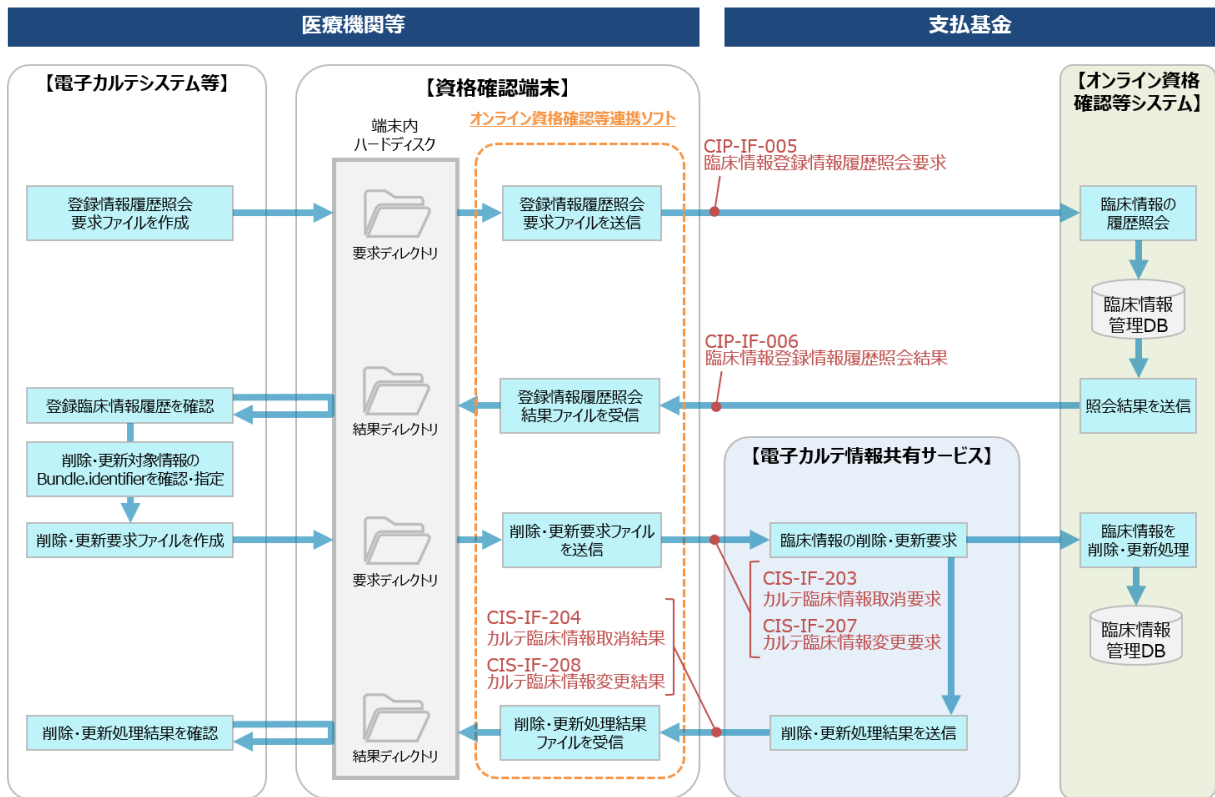 医療機関等
支払基金
【電子カルテシステム等】
【資格確認端末】
【オンライン資格
確認等システム】
端末内
ハードディスク
オンライン資格確認等連携ソフト
CIP-IF-005
臨床情報登録情報履歴照会要求
登録情報履歴照会
要求ファイルを作成
要求ディレクトリ
登録情報履歴照会
要求ファイルを送信
臨床情報の
履歴照会
臨床情報
管理DB
CIP-IF-006
臨床情報登録情報履歴照会結果
登録臨床情報履歴を確認
結果ディレクトリ
登録情報履歴照会
結果ファイルを受信
照会結果を送信
【電子カルテ情報共有サービス】
削除・更新対象情報の
Bundle.identifierを確認・指定
削除・更新要求ファイルを作成
要求ディレクトリ
削除・更新要求ファイル
を送信
臨床情報の削除・更新要求
臨床情報を
削除・更新処理
CIS-IF-203
カルテ臨床情報取消要求
CIS-IF-207
カルテ臨床情報変更要求
CIS-IF-204
カルテ臨床情報取消結果
CIS-IF-208
カルテ臨床情報変更結果
臨床情報
管理DB
削除・更新処理結果を確認
結果ディレクトリ
削除・更新処理結果
ファイルを受信
削除・更新処理結果を送信